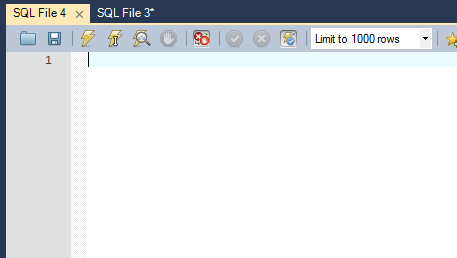 SQL File 4 SQL File 3*
Limit to 1000 rows
1